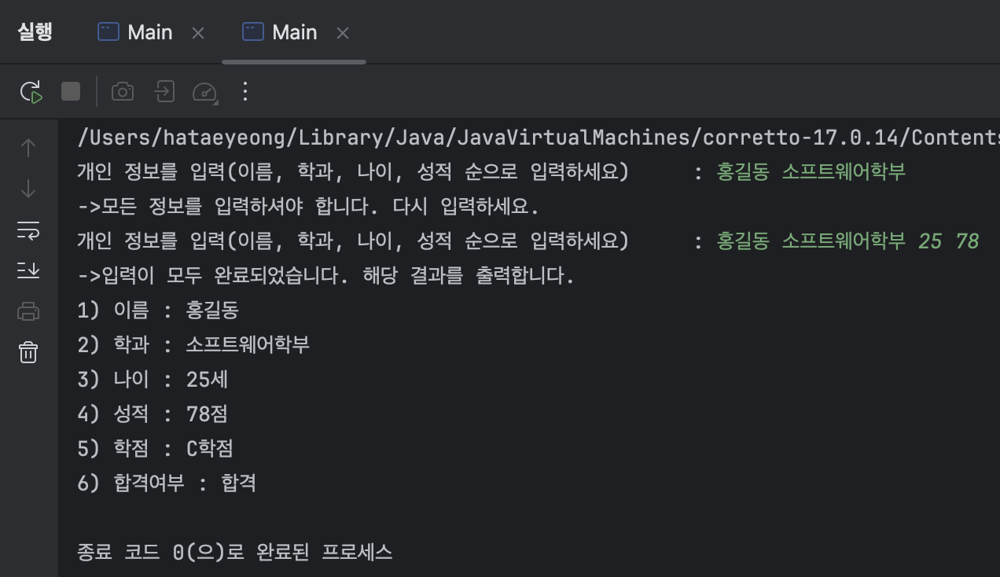 실행 Main Main
/Users/hataeyeong/Library/Java/JavaVirtualMachines/corretto-17.0.14/Contents
개인 정보를 입력(이름, 학과, 나이, 성적 순으로 입력하세요) : 홍길동 소프트웨어학부
->모든 정보를 입력하셔야 합니다. 다시 입력하세요.
개인 정보를 입력(이름, 학과, 나이, 성적 순으로 입력하세요) : 홍길동 소프트웨어학부 25 78
->입력이 모두 완료되었습니다. 해당 결과를 출력합니다.
1) 이름 : 홍길동
2) 학과 : 소프트웨어학부
3) 나이 : 25세
4) 성적 : 78점
5) 학점 : C학점
6) 합격여부 : 합격
종료 코드 0(으)로 완료된 프로세스